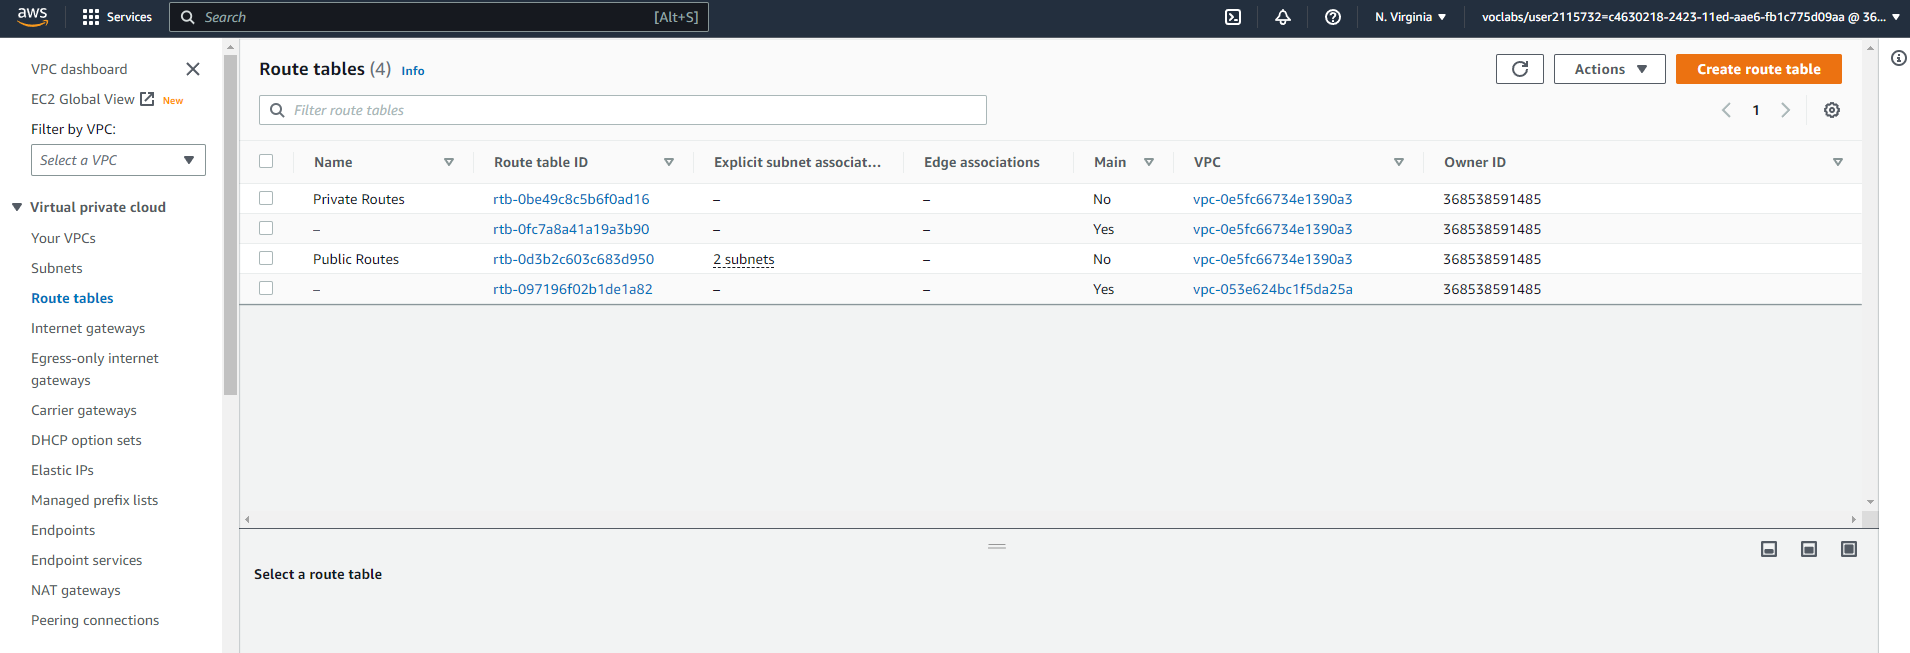 aws
Services
Search [Alt+S]
N. Virginia
voclabs/user2115732=c4630218-2423-11ed-aae6-fb1c775d09aa @ 36...
VPC dashboard
EC2 Global View New
Filter by VPC:
Select a VPC
Virtual private cloud
Your VPCs
Subnets
Route tables
Internet gateways
Egress-only internet
gateways
Carrier gateways
DHCP option sets
Elastic IPs
Managed prefix lists
Endpoints
Endpoint services
NAT gateways
Peering connections
Route tables (4) Info
Actions
Create route table
Filter route tables
1
Name Route table ID Explicit subnet associat... Edge associations Main VPC Owner ID
Private Routes rtb-0be49c8c5b6f0ad16 – – No vpc-0e5fc66734e1390a3 368538591485
– rtb-0fc7a8a41a19a3b90 – – Yes vpc-0e5fc66734e1390a3 368538591485
Public Routes rtb-0d3b2c603c683d950 2 subnets – No vpc-0e5fc66734e1390a3 368538591485
– rtb-097196f02b1de1a82 – – Yes vpc-053e624bc1f5da25a 368538591485
Select a route table